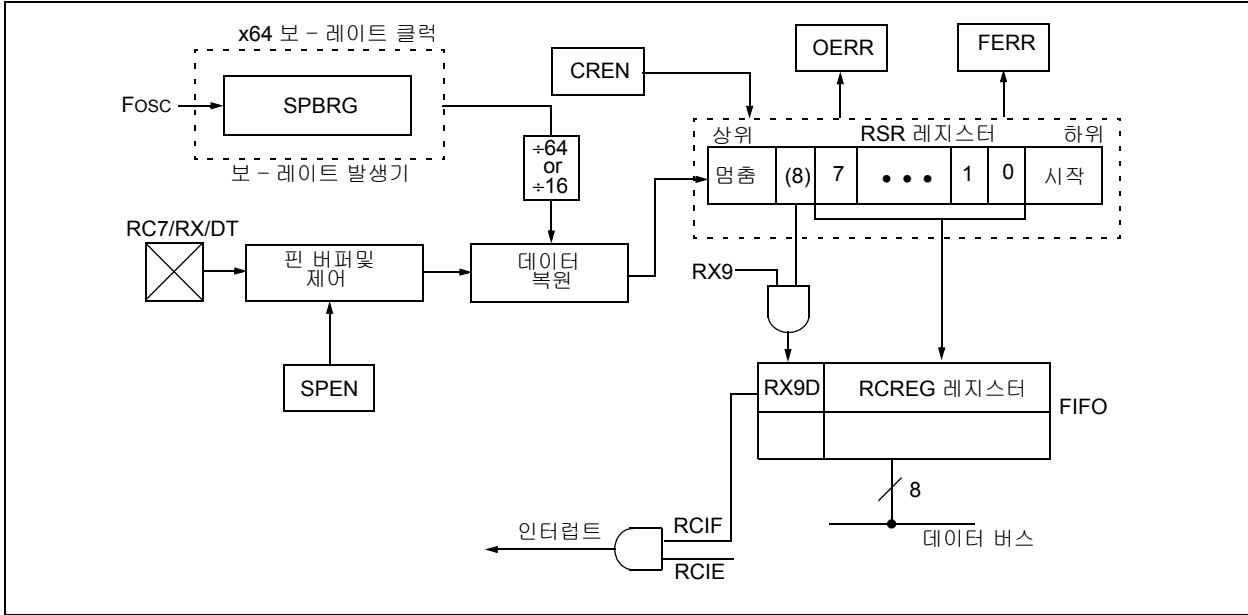 x64 보 – 레이트 클럭
FOSC
SPBRG
보 – 레이트 발생기
CREN
OERR
FERR
÷64
or
÷16
상위
RSR 레지스터
하위
멈춤
(8)
7
• • •
1
0
시작
RC7/RX/DT
핀 버퍼및
제어
데이터
복원
SPEN
RX9
RX9D
RCREG 레지스터
FIFO
8
데이터 버스
인터럽트
RCIF
RCIE